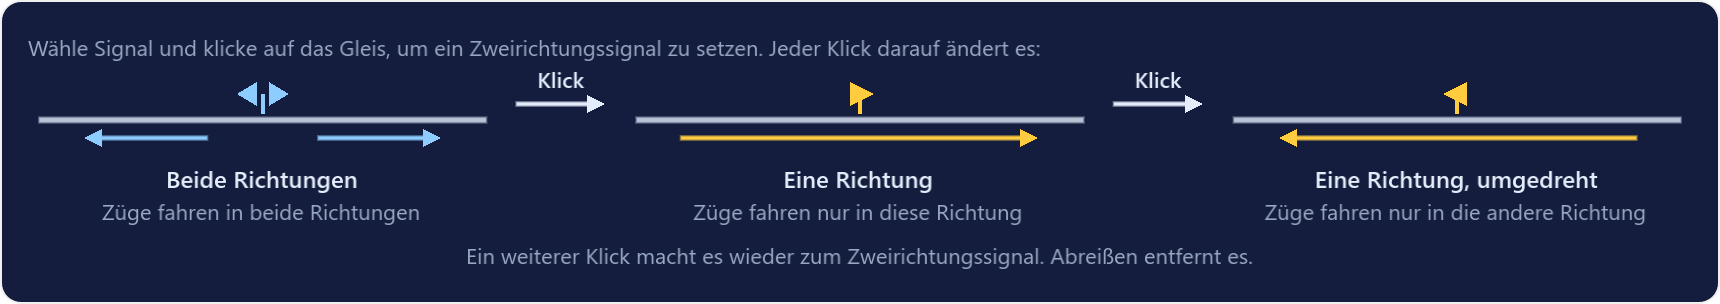 Wähle Signal und klicke auf das Gleis, um ein Zweirichtungssignal zu setzen. Jeder Klick darauf ändert es:
Klick
Klick
Beide Richtungen
Züge fahren in beide Richtungen
Eine Richtung
Züge fahren nur in diese Richtung
Eine Richtung, umgedreht
Züge fahren nur in die andere Richtung
Ein weiterer Klick macht es wieder zum Zweirichtungssignal. Abreißen entfernt es.